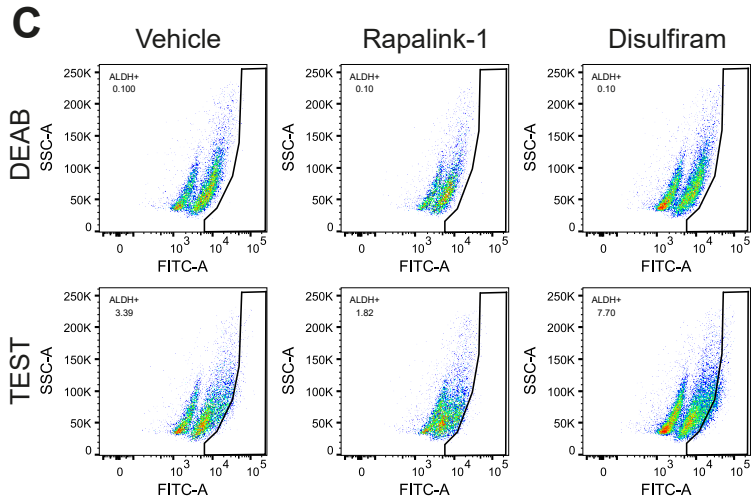 C
Vehicle
Rapalink-1
Disulfiram
DEAB
SSC-A
250K
200K
150K
100K
50K
0
ALDH+
0.100
0 10³ 10⁴ 10⁵
FITC-A
SSC-A
250K
200K
150K
100K
50K
0
ALDH+
0.10
0 10³ 10⁴ 10⁵
FITC-A
SSC-A
250K
200K
150K
100K
50K
0
ALDH+
0.10
0 10³ 10⁴ 10⁵
FITC-A
TEST
SSC-A
250K
200K
150K
100K
50K
0
ALDH+
3.39
0 10³ 10⁴ 10⁵
FITC-A
SSC-A
250K
200K
150K
100K
50K
0
ALDH+
1.82
0 10³ 10⁴ 10⁵
FITC-A
SSC-A
250K
200K
150K
100K
50K
0
ALDH+
7.70
0 10³ 10⁴ 10⁵
FITC-A